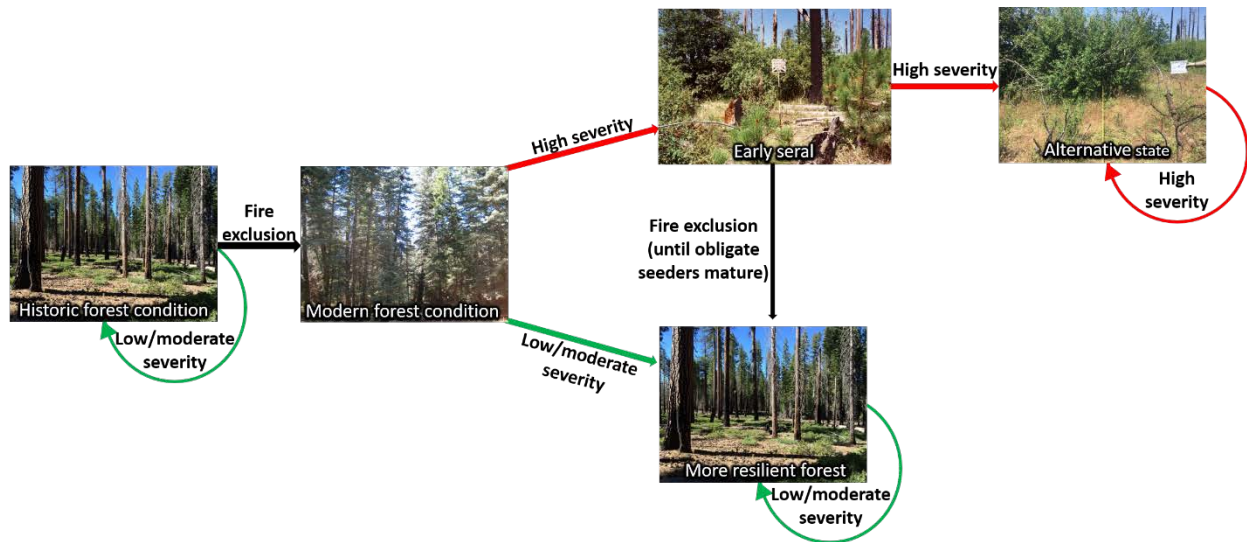 High severity
High severity
Early seral
Alternative state
High
severity
Fire
exclusion
Historic forest condition
Low/moderate
severity
Modern forest condition
Fire exclusion
(until obligate
seeders mature)
Low/moderate
severity
More resilient forest
Low/moderate
severity